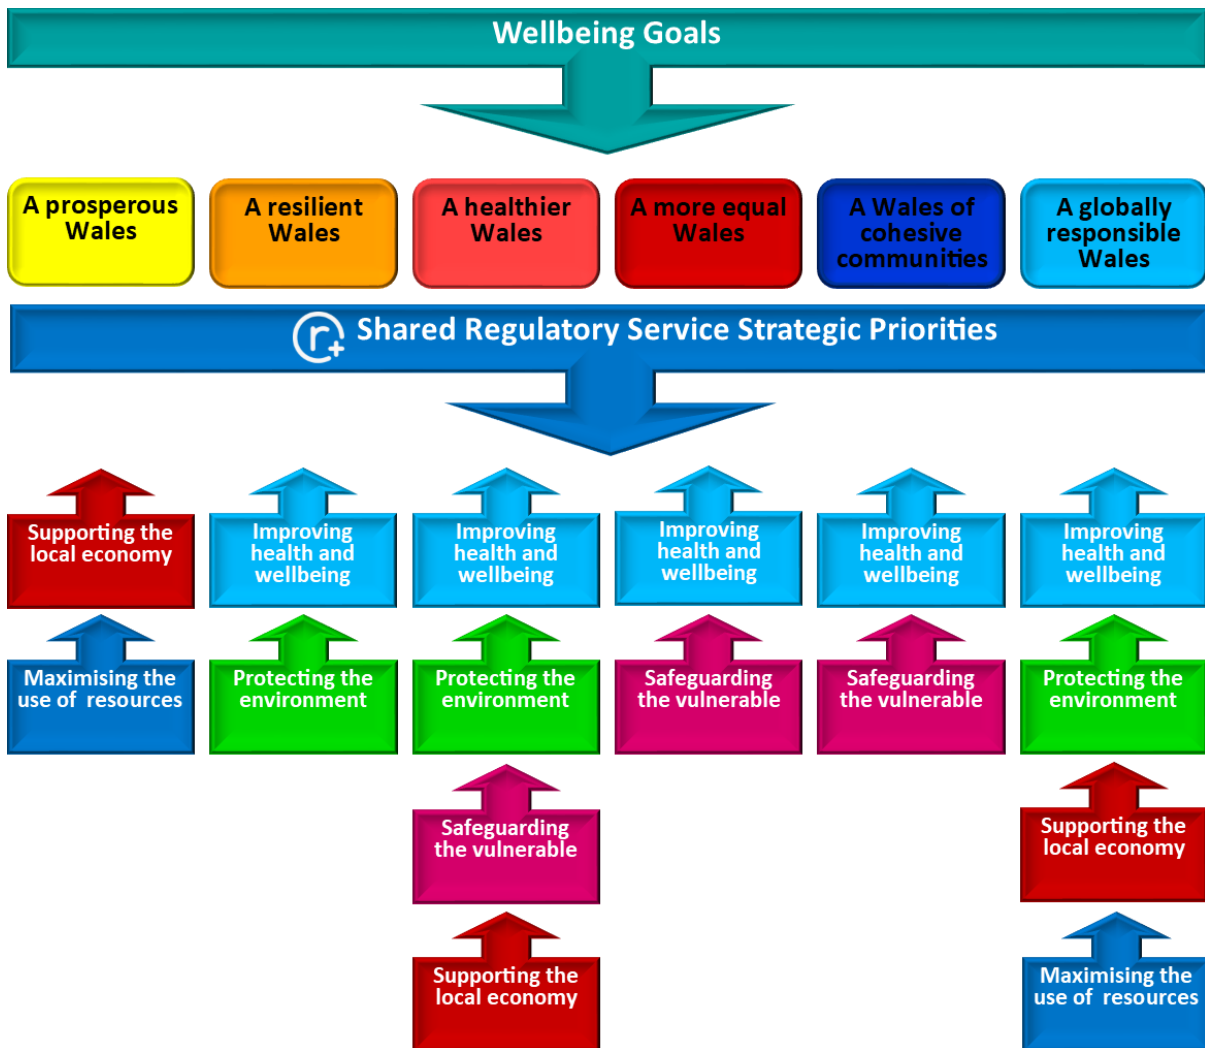 Wellbeing Goals
A prosperous
Wales
A resilient
Wales
A healthier
Wales
A more equal
Wales
A Wales of
cohesive
communities
A globally
responsible
Wales
r+ Shared Regulatory Service Strategic Priorities
Supporting the
local economy
Improving
health and
wellbeing
Improving
health and
wellbeing
Improving
health and
wellbeing
Improving
health and
wellbeing
Improving
health and
wellbeing
Maximising the
use of  resources
Protecting the
environment
Protecting the
environment
Safeguarding
the vulnerable
Safeguarding
the vulnerable
Protecting the
environment
Safeguarding
the vulnerable
Supporting the
local economy
Supporting the
local economy
Maximising the
use of  resources